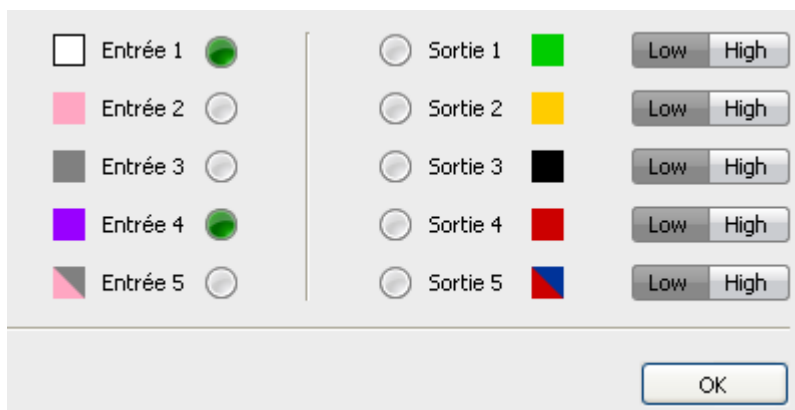 Entrée 1 Sortie 1 Low High
Entrée 2 Sortie 2 Low High
Entrée 3 Sortie 3 Low High
Entrée 4 Sortie 4 Low High
Entrée 5 Sortie 5 Low High
OK